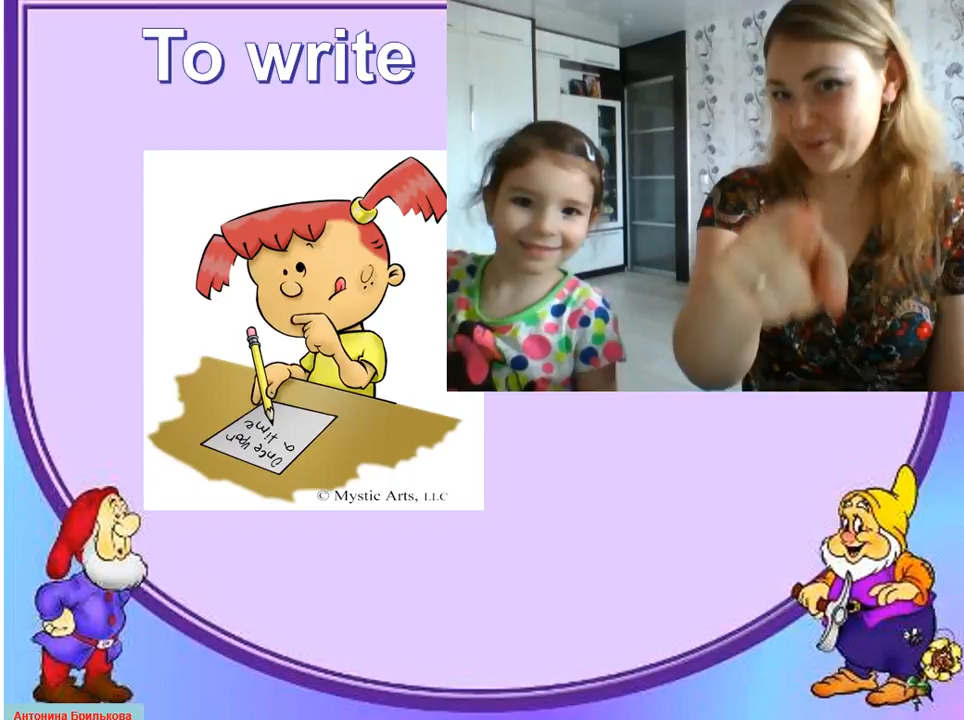 To write
Once upon
a time
© Mystic Arts, LLC
Антонина Брилькова